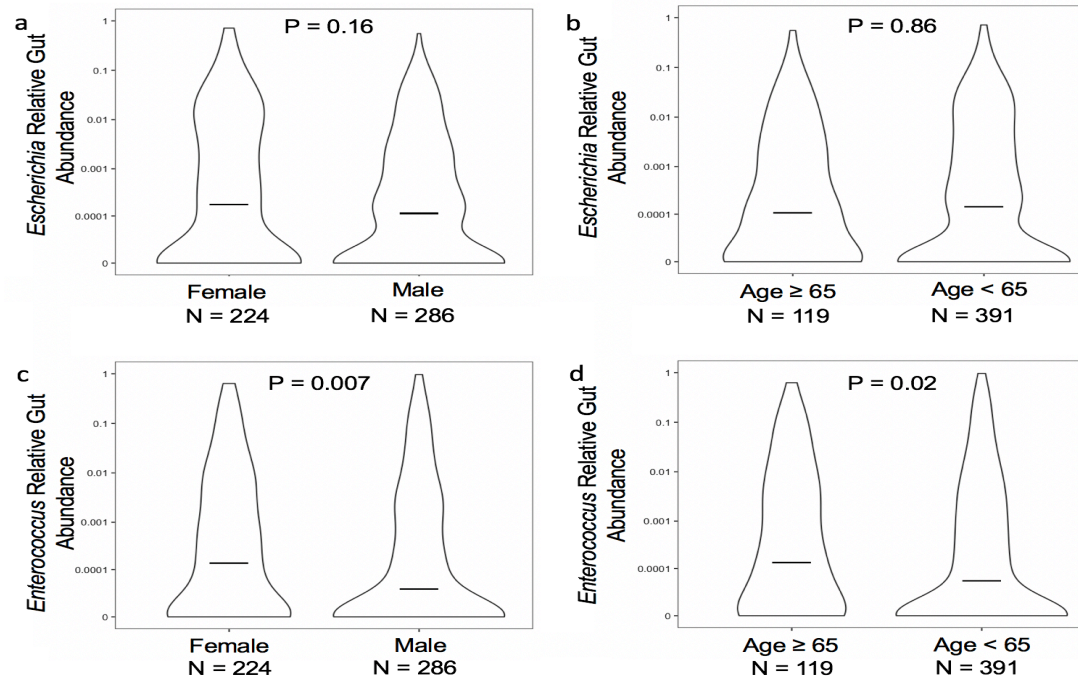 a
Escherichia Relative Gut
Abundance
1
0.1
0.01
0.001
0.0001
0
P = 0.16
Female
N = 224
Male
N = 286
b
Escherichia Relative Gut
Abundance
1
0.1
0.01
0.001
0.0001
0
P = 0.86
Age ≥ 65
N = 119
Age < 65
N = 391
c
Enterococcus Relative Gut
Abundance
1
0.1
0.01
0.001
0.0001
0
P = 0.007
Female
N = 224
Male
N = 286
d
Enterococcus Relative Gut
Abundance
1
0.1
0.01
0.001
0.0001
0
P = 0.02
Age ≥ 65
N = 119
Age < 65
N = 391